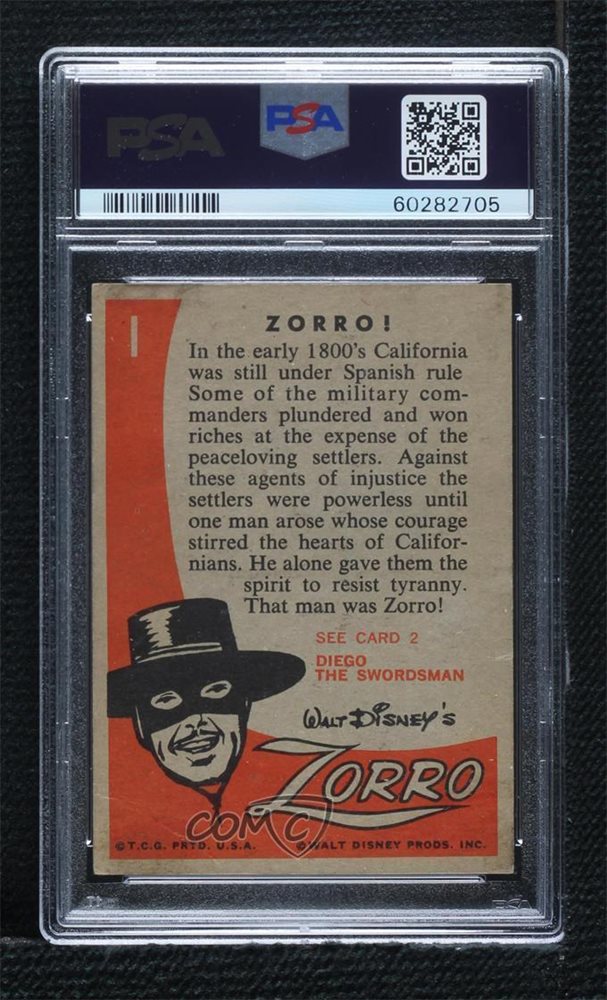 PSA
PSA
60282705
1
ZORRO!
In the early 1800's California
was still under Spanish rule
Some of the military com-
manders plundered and won
riches at the expense of the
peaceloving settlers. Against
these agents of injustice the
settlers were powerless until
one man arose whose courage
stirred the hearts of Califor-
nians. He alone gave them the
spirit to resist tyranny.
That man was Zorro!
SEE CARD 2
DIEGO
THE SWORDSMAN
WALT DISNEY'S
ZORRO
COMC
©T.C.G. PRTD. U.S.A. ©WALT DISNEY PRODS. INC.
PSA